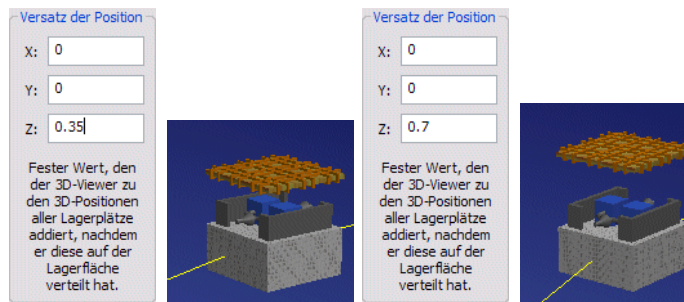 Versatz der Position
X: 0
Y: 0
Z: 0.35
Fester Wert, den
der 3D-Viewer zu
den 3D-Positionen
aller Lagerplätze
addiert, nachdem
er diese auf der
Lagerfläche
verteilt hat.
Versatz der Position
X: 0
Y: 0
Z: 0.7
Fester Wert, den
der 3D-Viewer zu
den 3D-Positionen
aller Lagerplätze
addiert, nachdem
er diese auf der
Lagerfläche
verteilt hat.